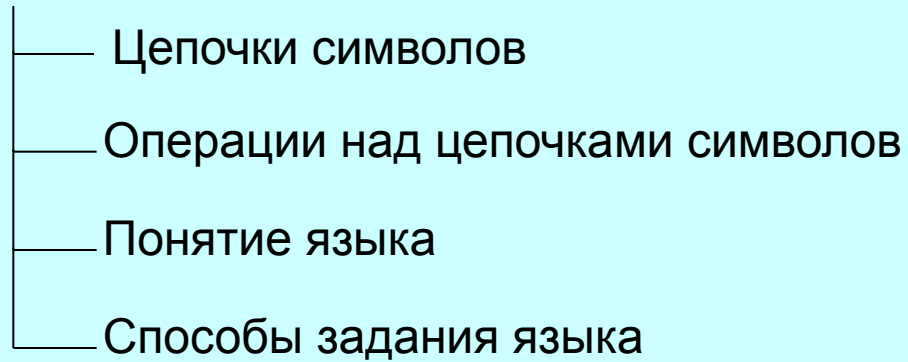 Цепочки символов
Операции над цепочками символов
Понятие языка
Способы задания языка